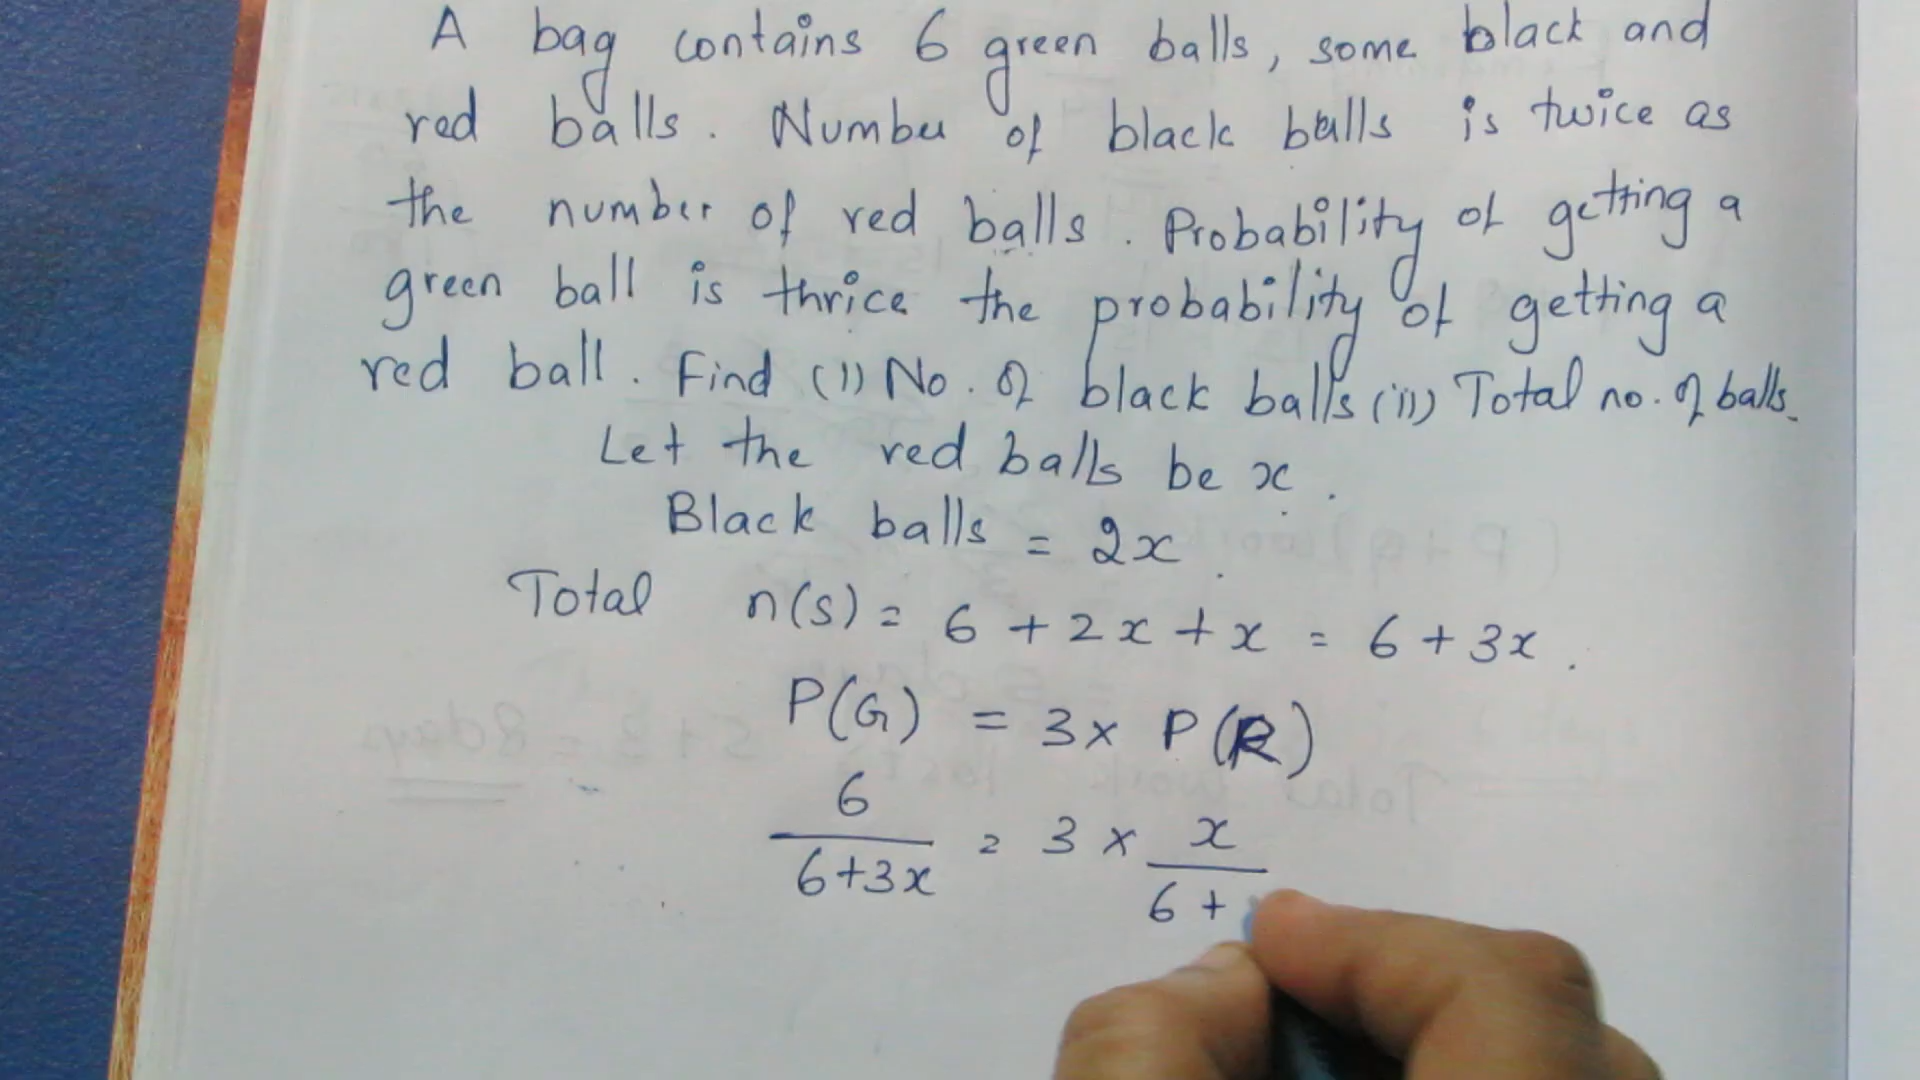 A bag contains 6 green balls, some black and
red balls. Number of black balls is twice as
the number of red balls. Probability of getting a
green ball is thrice the probability of getting a
red ball. Find (i) No. of black balls (ii) Total no. of balls.
Let the red balls be x.
Black balls = 2x.
Total n(s) = 6 + 2x + x = 6 + 3x.
P(G) = 3 x P(R)
6/6+3x = 3 x x/6 +